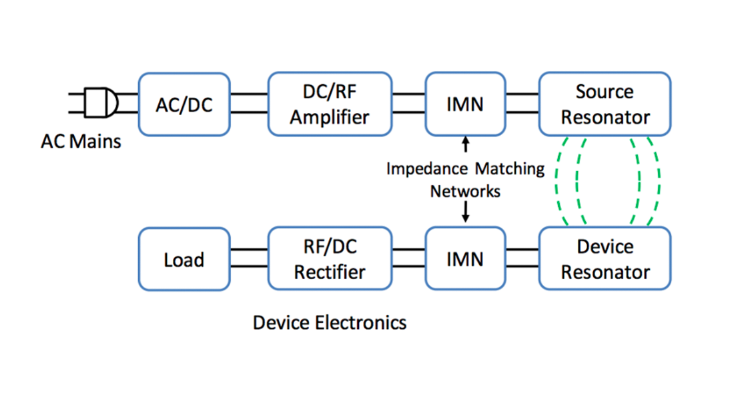 AC Mains
AC/DC
DC/RF
Amplifier
IMN
Source
Resonator
Impedance Matching
Networks
Load
RF/DC
Rectifier
IMN
Device
Resonator
Device Electronics